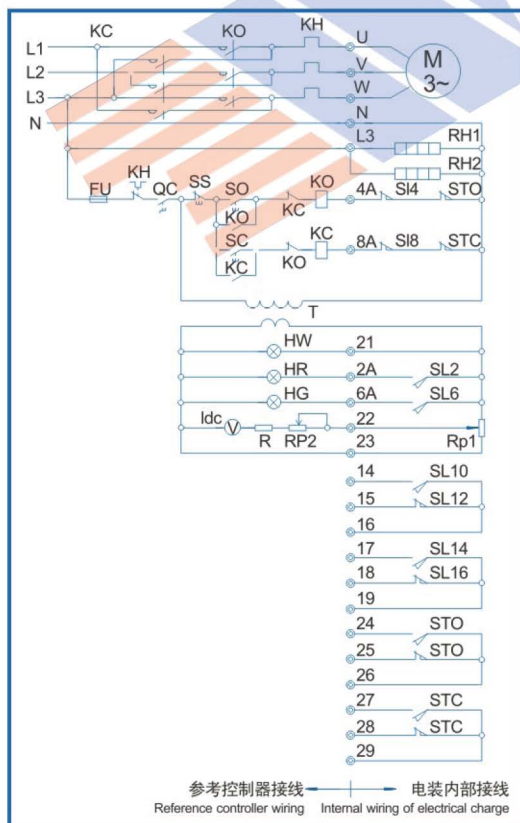 KC KO KH U
L1
V
M
3~
L2
W
L3
N
N
L3 RH1
RH2
FU KH QC SS SO KC KO 4A SI4 STO
KO
SC KC
KC KO 8A SI8 STC
T
HW 21
HR 2A SL2
HG 6A SL6
Idc V R RP2 22
23 Rp1
14 SL10
15 SL12
16
17 SL14
18 SL16
19
24 STO
25 STO
26
27 STC
28 STC
29
参考控制器接线 电装内部接线
Reference controller wiring Internal wiring of electrical charge